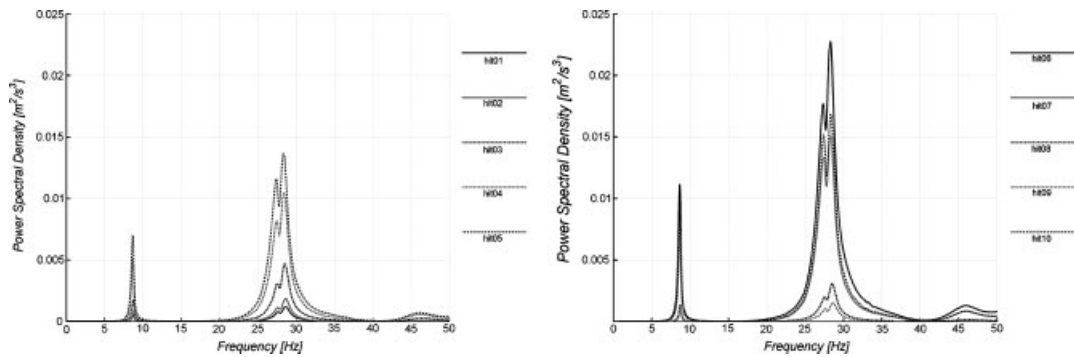 0.025
0.02
0.015
0.01
0.005
0
Power Spectral Density [m²/s³]
0 5 10 15 20 25 30 35 40 45 50
Frequency [Hz]
hit01
hit02
hit03
hit04
hit05
0.025
0.02
0.015
0.01
0.005
0
Power Spectral Density [m²/s³]
0 5 10 15 20 25 30 35 40 45 50
Frequency [Hz]
hit06
hit07
hit08
hit09
hit10